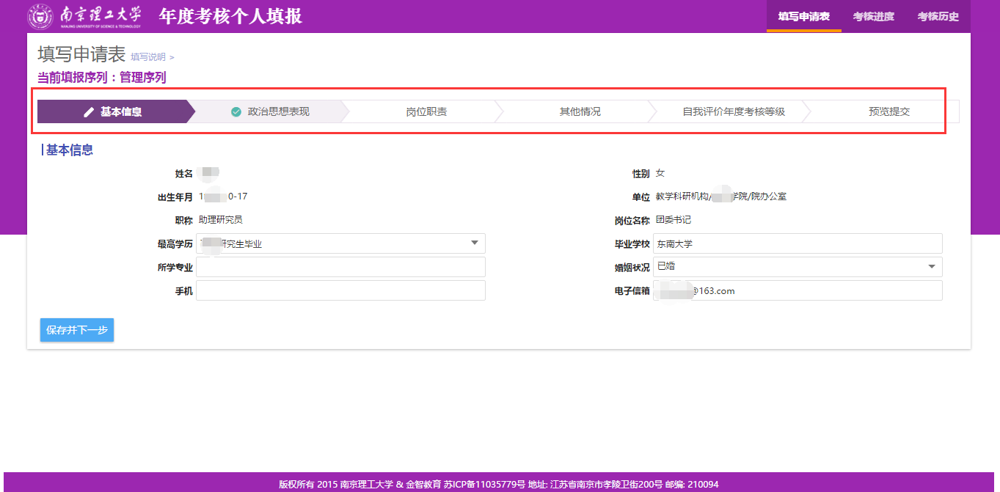 南京理工大学 年度考核个人填报 填写申请表 考核进度 考核历史
NANJING UNIVERSITY OF SCIENCE & TECHNOLOGY
填写申请表 填写说明 >
当前填报序列：管理序列
基本信息 政治思想表现 岗位职责 其他情况 自我评价年度考核等级 预览提交
基本信息
姓名 性别 女
出生年月 1 0-17 单位 教学科研机构/ 学院/院办公室
职称 助理研究员 岗位名称 团委书记
最高学历 研究生毕业 毕业学校 东南大学
所学专业 婚姻状况 已婚
手机 电子信箱 @163.com
保存并下一步
版权所有 2015 南京理工大学 & 金智教育 苏ICP备11035779号 地址: 江苏省南京市孝陵卫街200号 邮编: 210094